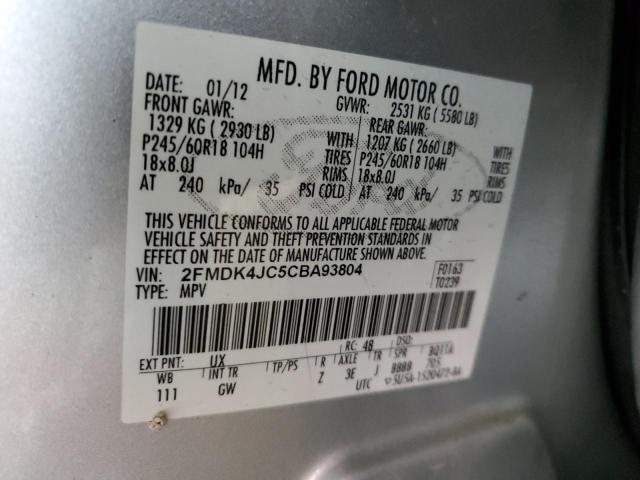 MFD. BY FORD MOTOR CO.
DATE: 01/12 GVWR: 2531 KG ( 5580 LB)
FRONT GAWR: REAR GAWR:
1329 KG ( 2930 LB) WITH 1207 KG ( 2660 LB) WITH
P245/60R18 104H TIRES P245/60R18 104H TIRES
18x8.0J RIMS 18x8.0J RIMS
AT 240 kPa/ 35 PSI COLD AT 240 kPa/ 35 PSI COLD
THIS VEHICLE CONFORMS TO ALL APPLICABLE FEDERAL MOTOR
VEHICLE SAFETY AND THEFT PREVENTION STANDARDS IN
EFFECT ON THE DATE OF MANUFACTURE SHOWN ABOVE.
VIN: 2FMDK4JC5CBA93804 F0163
TYPE: MPV T0239
RC: 48 DSO:
EXT PNT: UX
WB INT TR TP/PS R AXLE TR SPR BQ11A
111 GW Z 3E J BBBB 705
UTC